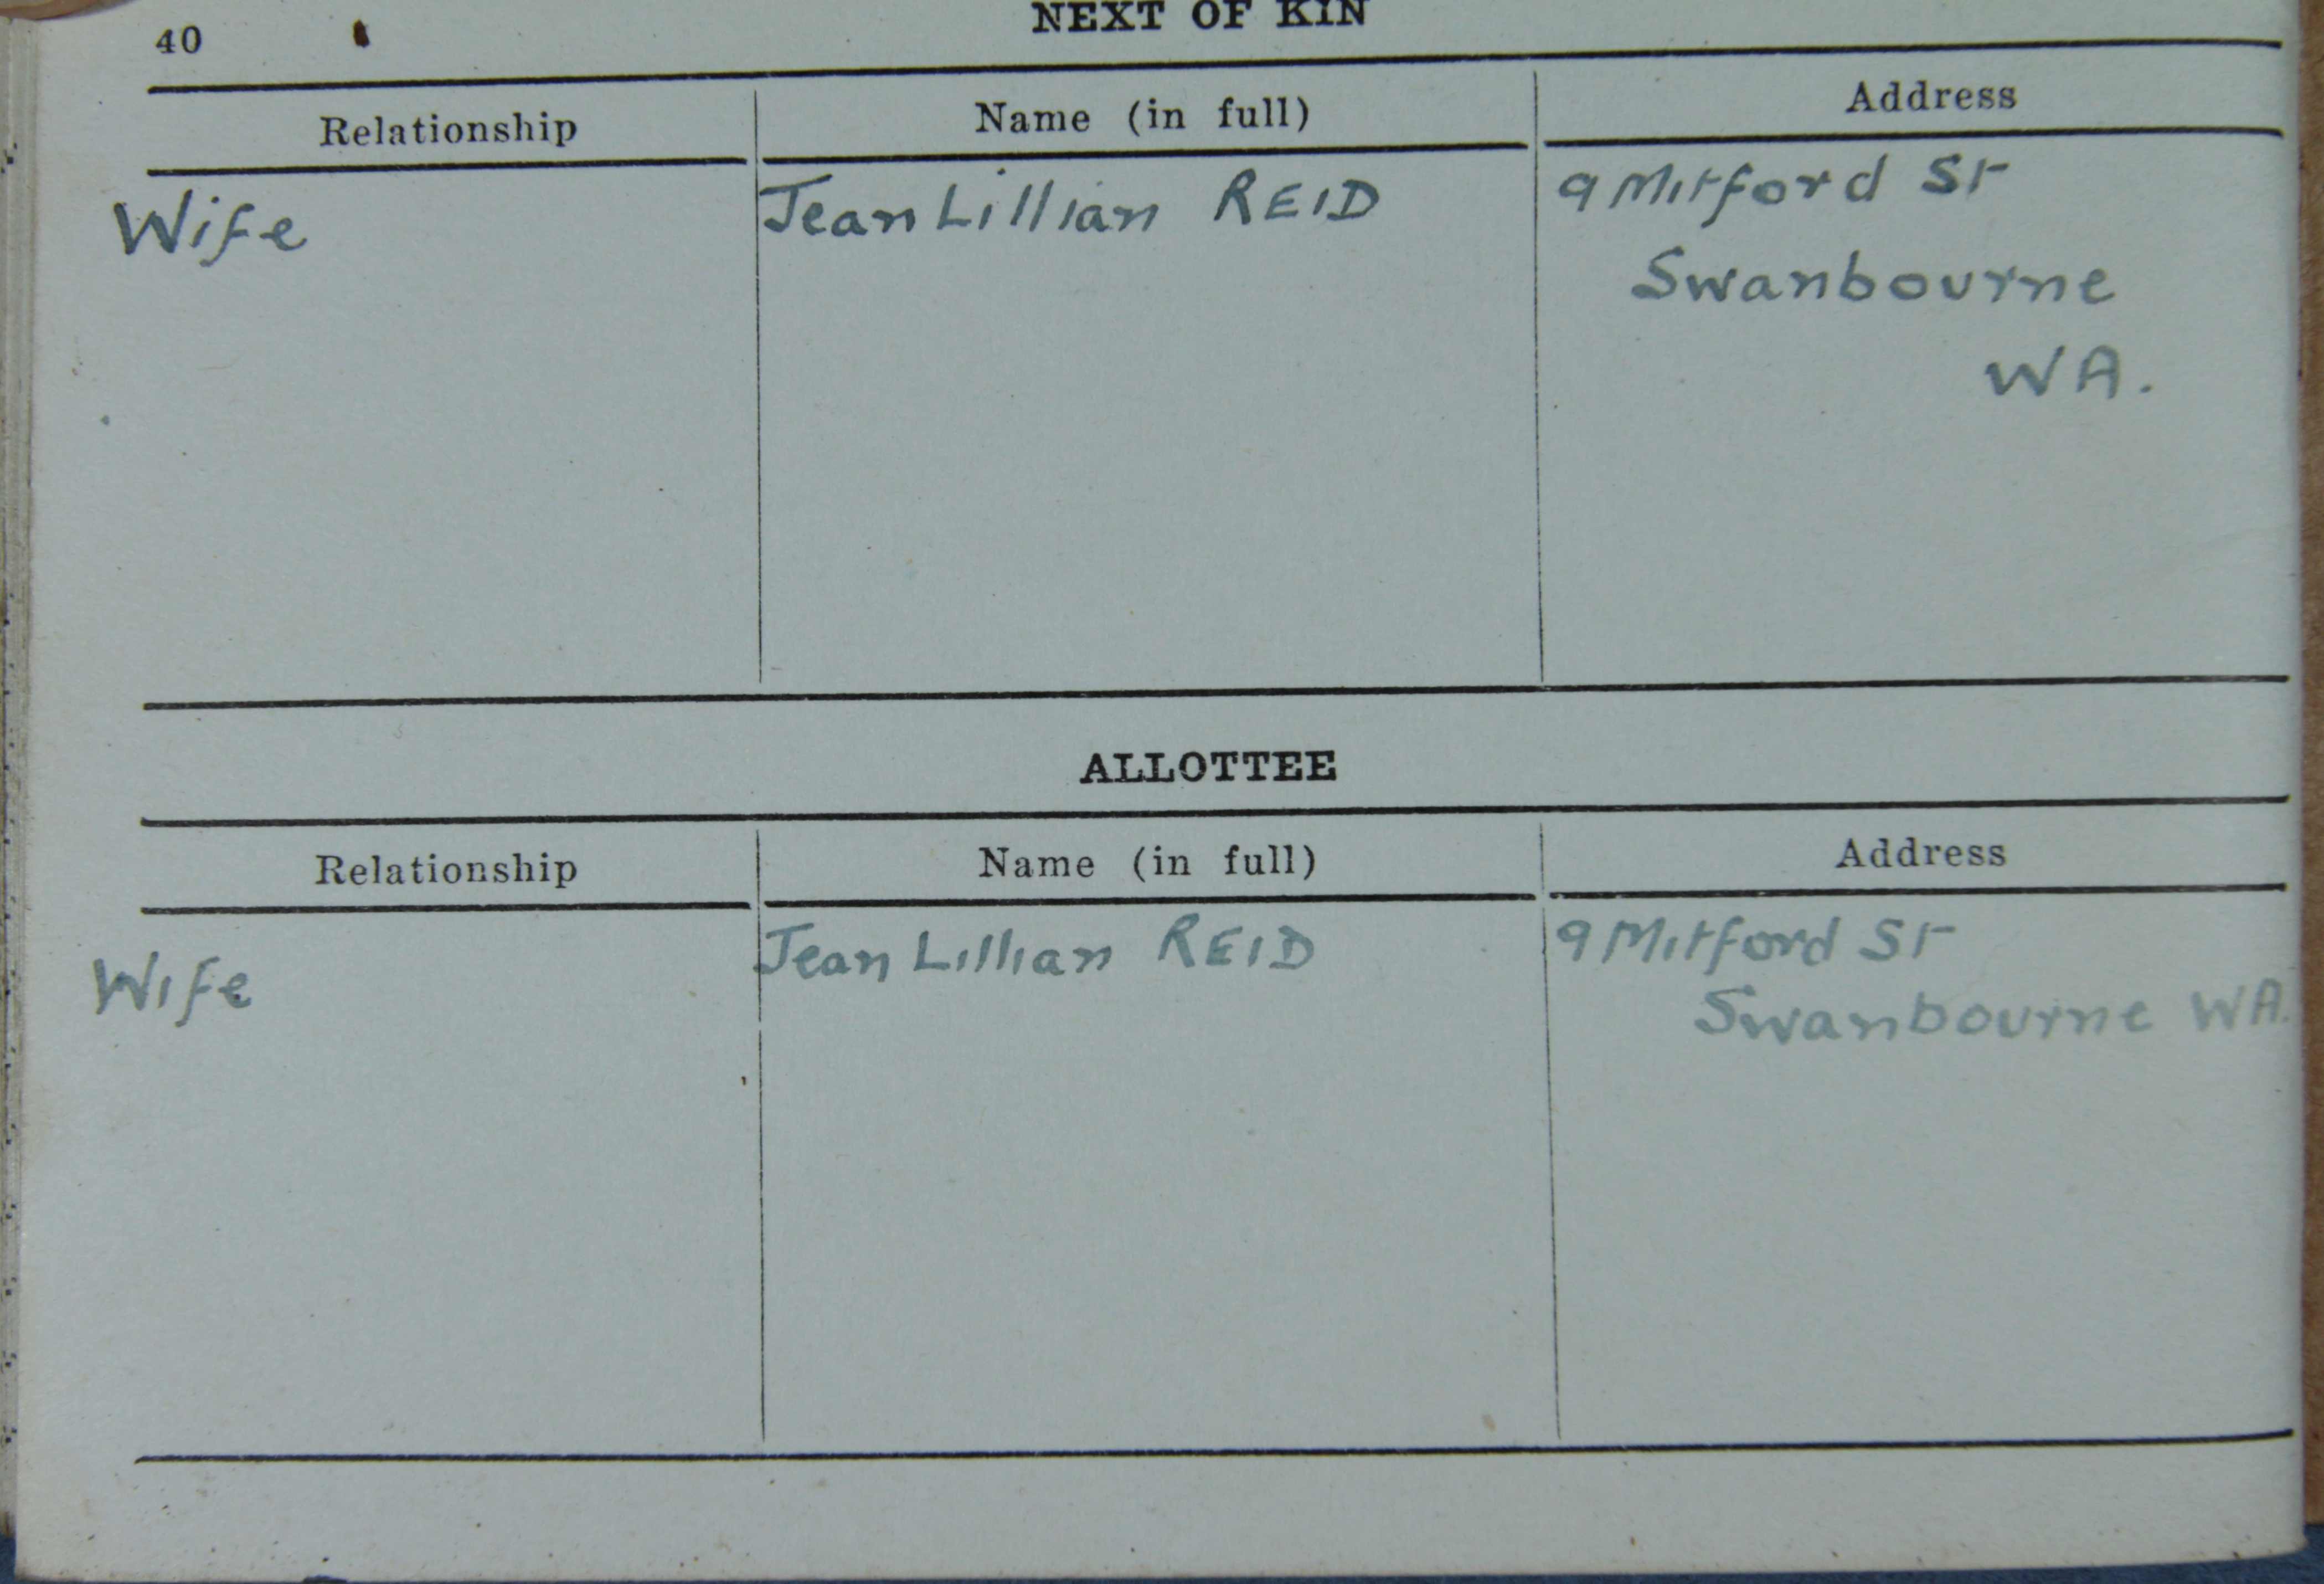 40 NEXT OF KIN
Relationship Name (in full) Address
Wife Jean Lillian REID 9 Mitford St
Swanbourne
WA.
ALLOTTEE
Relationship Name (in full) Address
Wife Jean Lillian REID 9 Mitford St
Swanbourne WA.